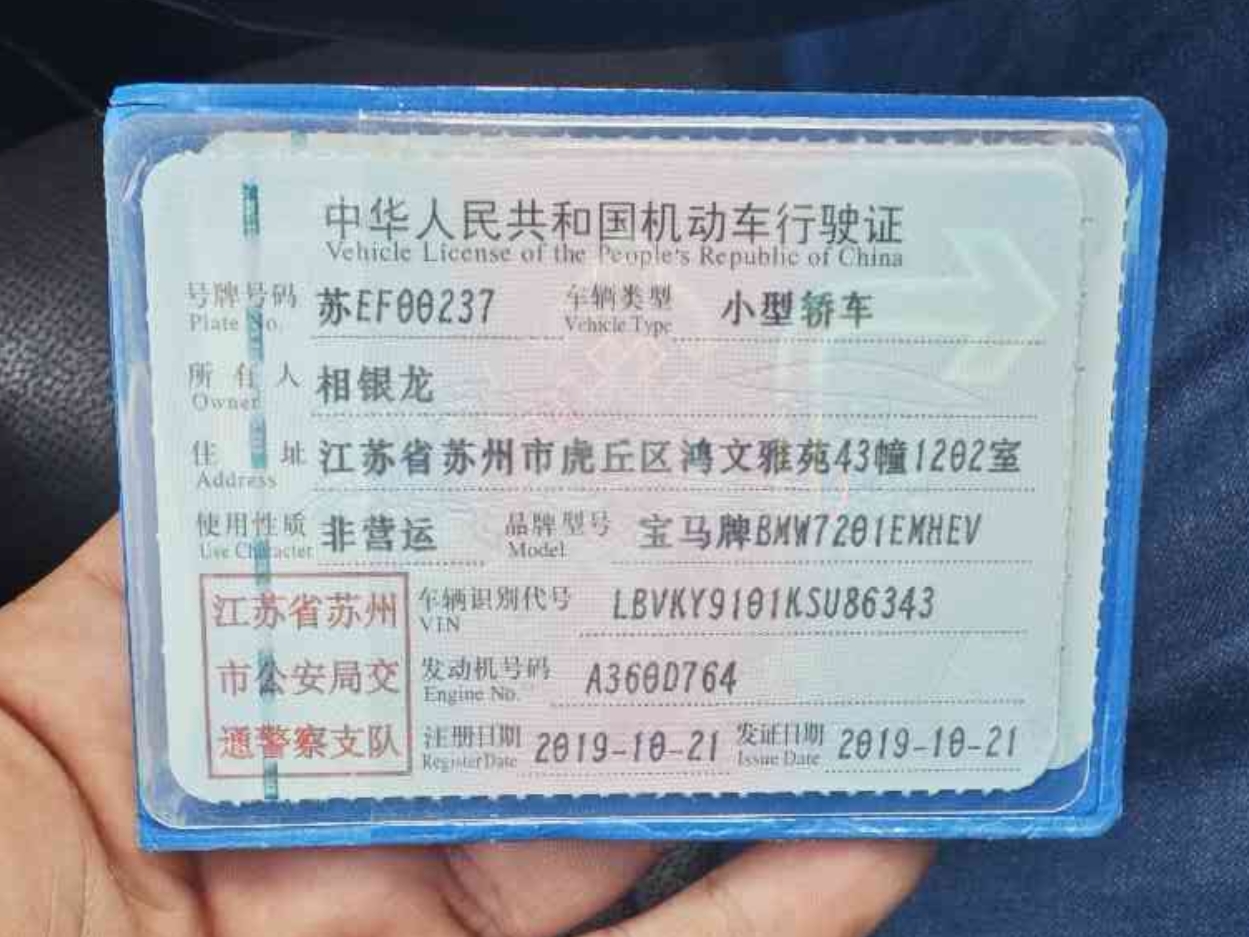 中华人民共和国机动车行驶证
Vehicle License of the People's Republic of China
号牌号码 苏EF00237 车辆类型 小型轿车
Plate No. Vehicle Type
所有人 相银龙
Owner
住址 江苏省苏州市虎丘区鸿文雅苑43幢1202室
Address
使用性质 非营运 品牌型号 宝马牌BMW7201EMHEV
Use Character Model
江苏省苏州 车辆识别代号 LBVKY9101KSU86343
VIN
市公安局交 发动机号码 A360D764
Engine No.
通警察支队 注册日期 2019-10-21 发证日期 2019-10-21
Register Date Issue Date